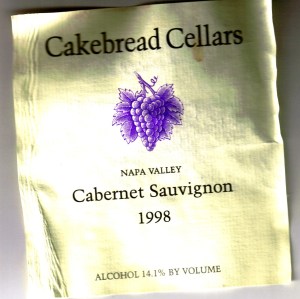 Cakebread Cellars
NAPA VALLEY
Cabernet Sauvignon
1998
ALCOHOL 14.1% BY VOLUME